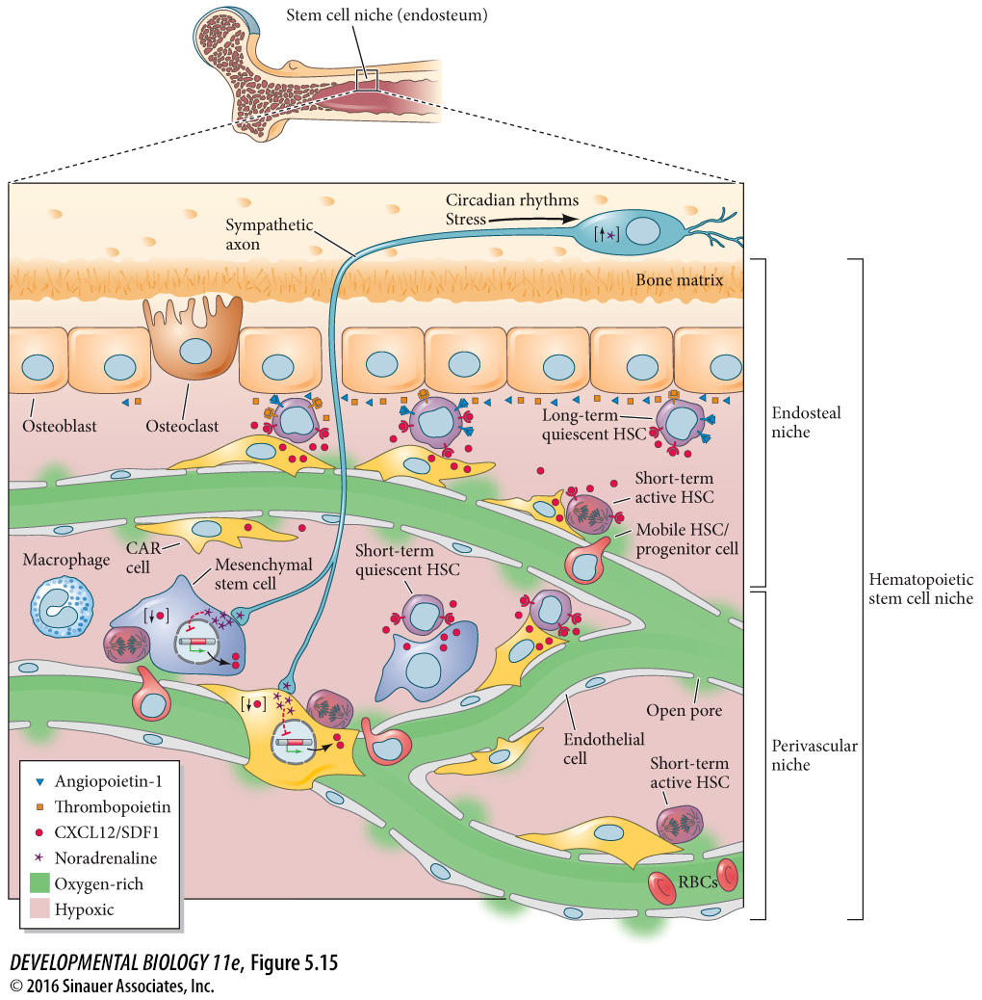 Stem cell niche (endosteum)
Circadian rhythms
Stress
Sympathetic
axon
[↑*]
Bone matrix
Osteoblast
Osteoclast
Long-term
quiescent HSC
Endosteal
niche
Short-term
active HSC
Mobile HSC/
progenitor cell
CAR
cell
Macrophage
Mesenchymal
stem cell
Short-term
quiescent HSC
Hematopoietic
stem cell niche
[↓●]
[↓●]
Open pore
Endothelial
cell
Perivascular
niche
Short-term
active HSC
RBCs
Angiopoietin-1
Thrombopoietin
CXCL12/SDF1
Noradrenaline
Oxygen-rich
Hypoxic
DEVELOPMENTAL BIOLOGY 11e, Figure 5.15
© 2016 Sinauer Associates, Inc.